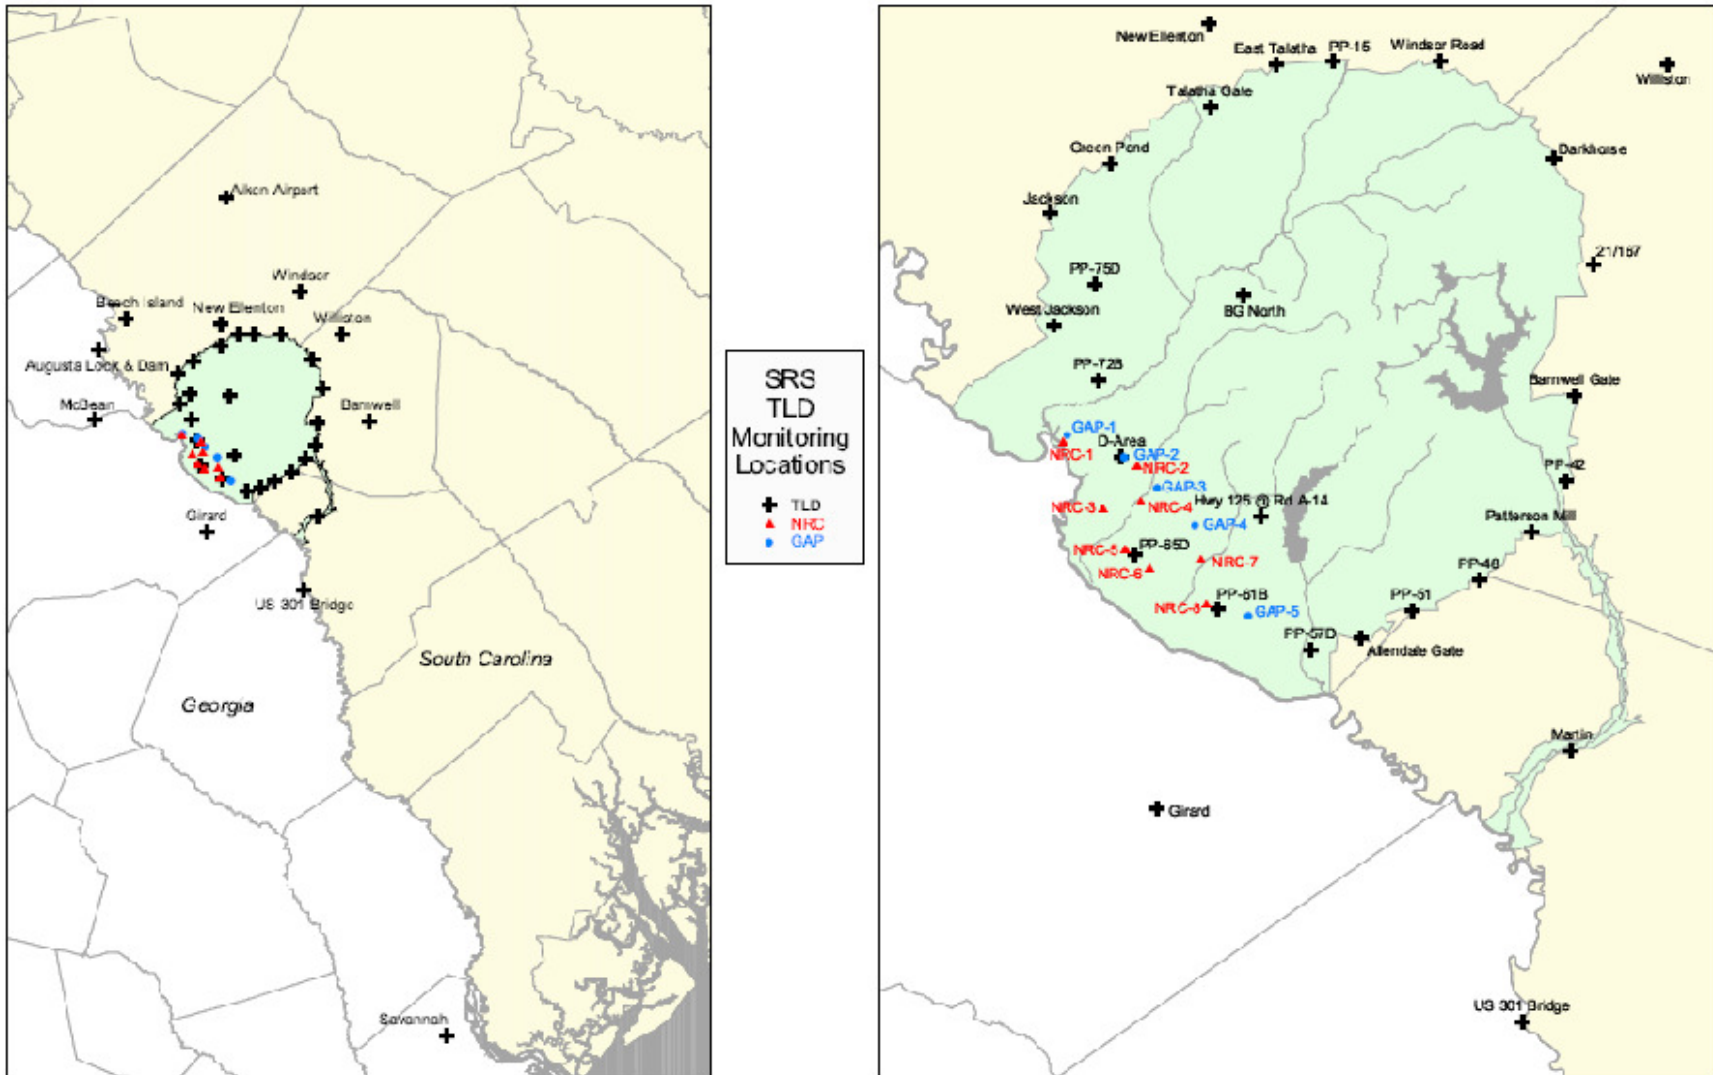 Aiken Airport
Windsor
Beech Island
New Ellenton
Williston
Augusta Lock & Dam
McBean
Barnwell
Girard
US 301 Bridge
South Carolina
Georgia
Savannah
SRS
TLD
Monitoring
Locations
TLD
NRC
GAP
New Ellenton
East Talatha
PP-15
Windsor Road
Williston
Talatha Gate
Green Pond
Darkhorse
Jackson
21/167
PP-75D
BG North
West Jackson
PP-72B
Barnwell Gate
GAP-1
D-Area
NRC-1
GAP-2
NRC-2
PP-42
GAP-3
NRC-3
NRC-4
Hwy 125 @ Rd A-14
GAP-4
Patterson Mill
NRC-5
PP-65D
NRC-6
NRC-7
PP-46
NRC-8
PP-61B
GAP-5
PP-51
PP-57D
Allendale Gate
Martin
Girard
US 301 Bridge